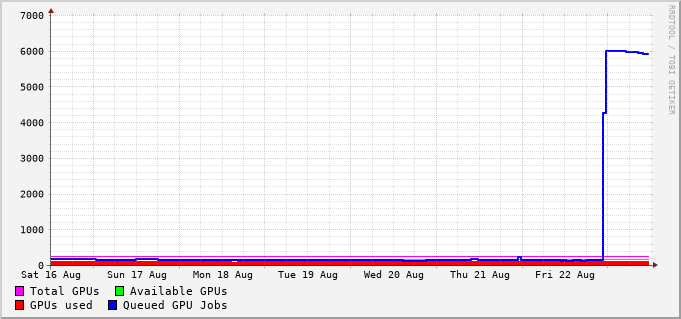 RRDTOOL / TOBI OETIKER
7000
6000
5000
4000
3000
2000
1000
0
Sat 16 Aug Sun 17 Aug Mon 18 Aug Tue 19 Aug Wed 20 Aug Thu 21 Aug Fri 22 Aug
Total GPUs Available GPUs
GPUs used Queued GPU Jobs